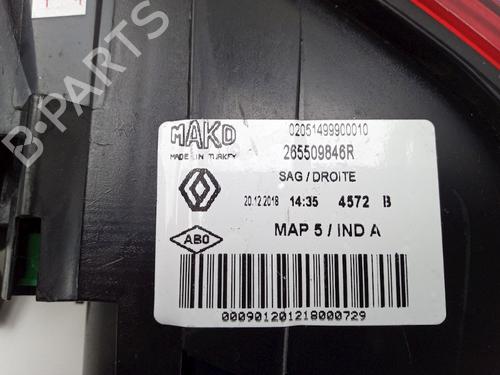 MAKO
MADE IN TURKEY
02051499900010
265509846R
SAG / DROITE
20.12.2018 14:35 4572 B
ABO
MAP 5 / IND A
000901201218000729
B-PARTS